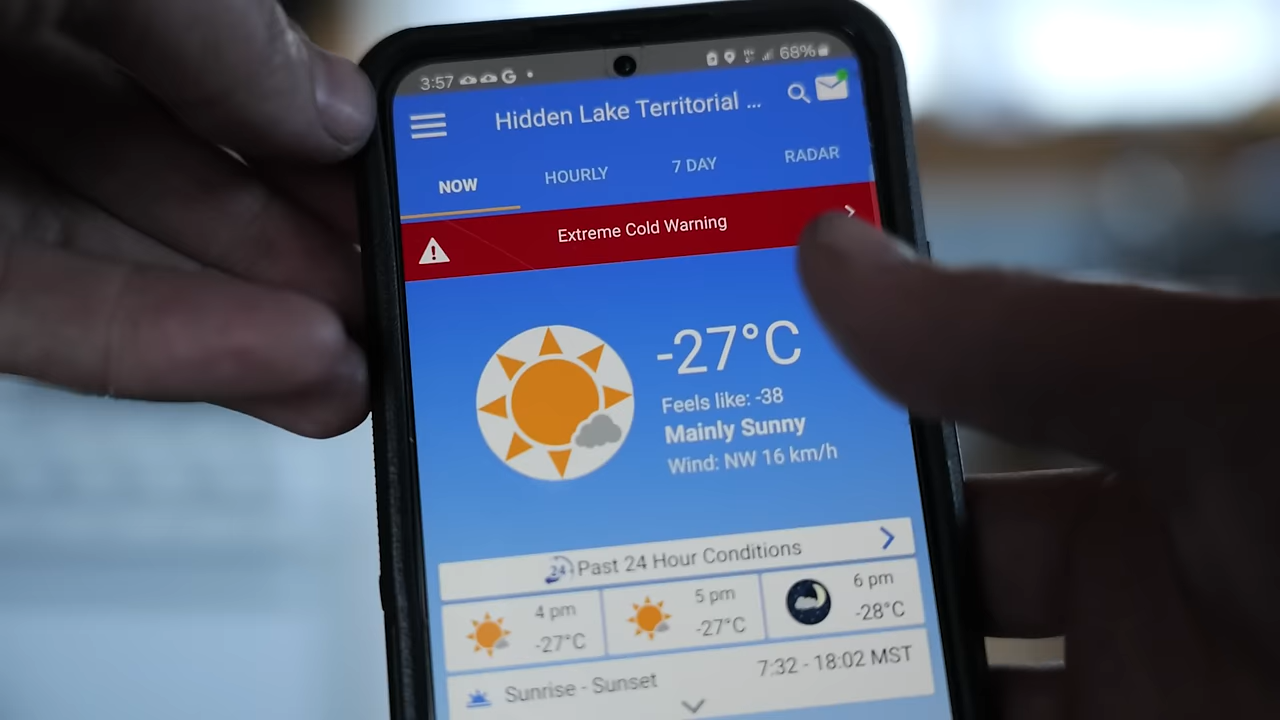 3:57 G 68%
Hidden Lake Territorial ...
NOW HOURLY 7 DAY RADAR
Extreme Cold Warning
-27°C
Feels like: -38
Mainly Sunny
Wind: NW 16 km/h
24 Past 24 Hour Conditions
4 pm 5 pm 6 pm
-27°C -27°C -28°C
Sunrise - Sunset 7:32 - 18:02 MST